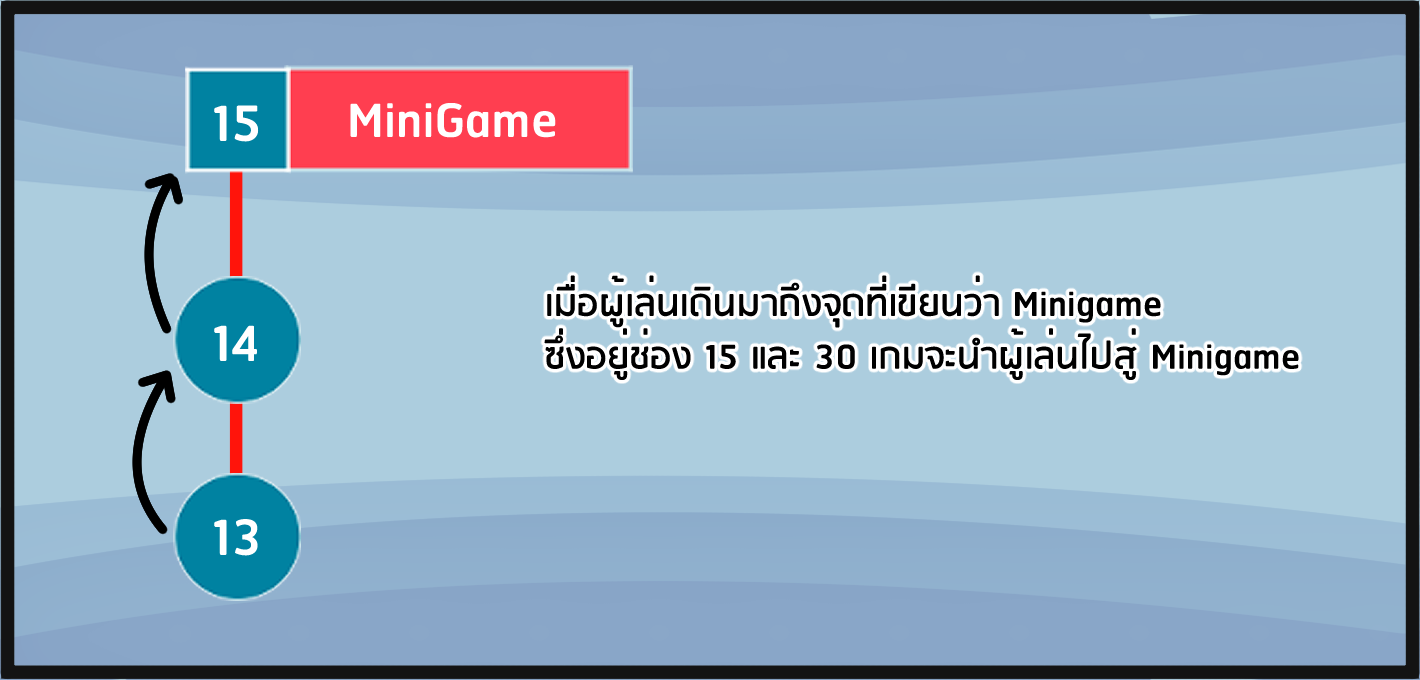 15 MiniGame
14
13
เมื่อผู้เล่นเดินมาถึงจุดที่เขียนว่า Minigame
ซึ่งอยู่ช่อง 15 และ 30 เกมจะนำผู้เล่นไปสู่ Minigame